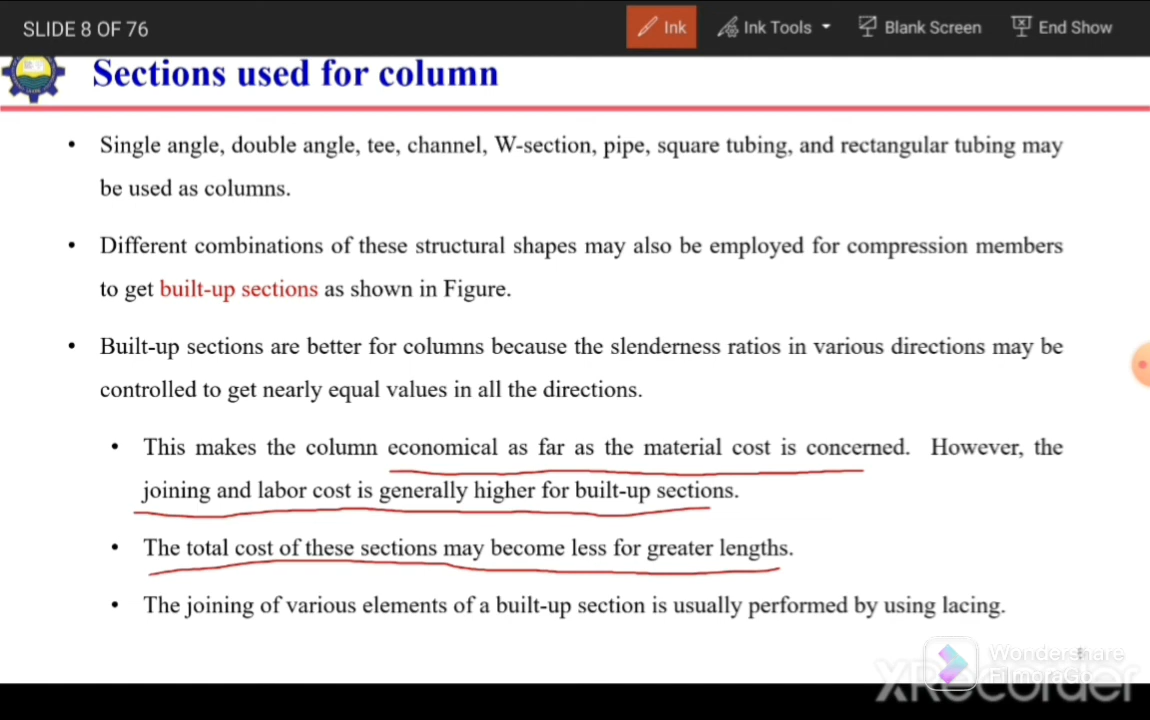 SLIDE 8 OF 76
Ink
Ink Tools
Blank Screen
End Show
Sections used for column
• Single angle, double angle, tee, channel, W-section, pipe, square tubing, and rectangular tubing may
be used as columns.
• Different combinations of these structural shapes may also be employed for compression members
to get built-up sections as shown in Figure.
• Built-up sections are better for columns because the slenderness ratios in various directions may be
controlled to get nearly equal values in all the directions.
• This makes the column economical as far as the material cost is concerned. However, the
joining and labor cost is generally higher for built-up sections.
• The total cost of these sections may become less for greater lengths.
• The joining of various elements of a built-up section is usually performed by using lacing.
Wondershare
FilmoraGo
XRecorder